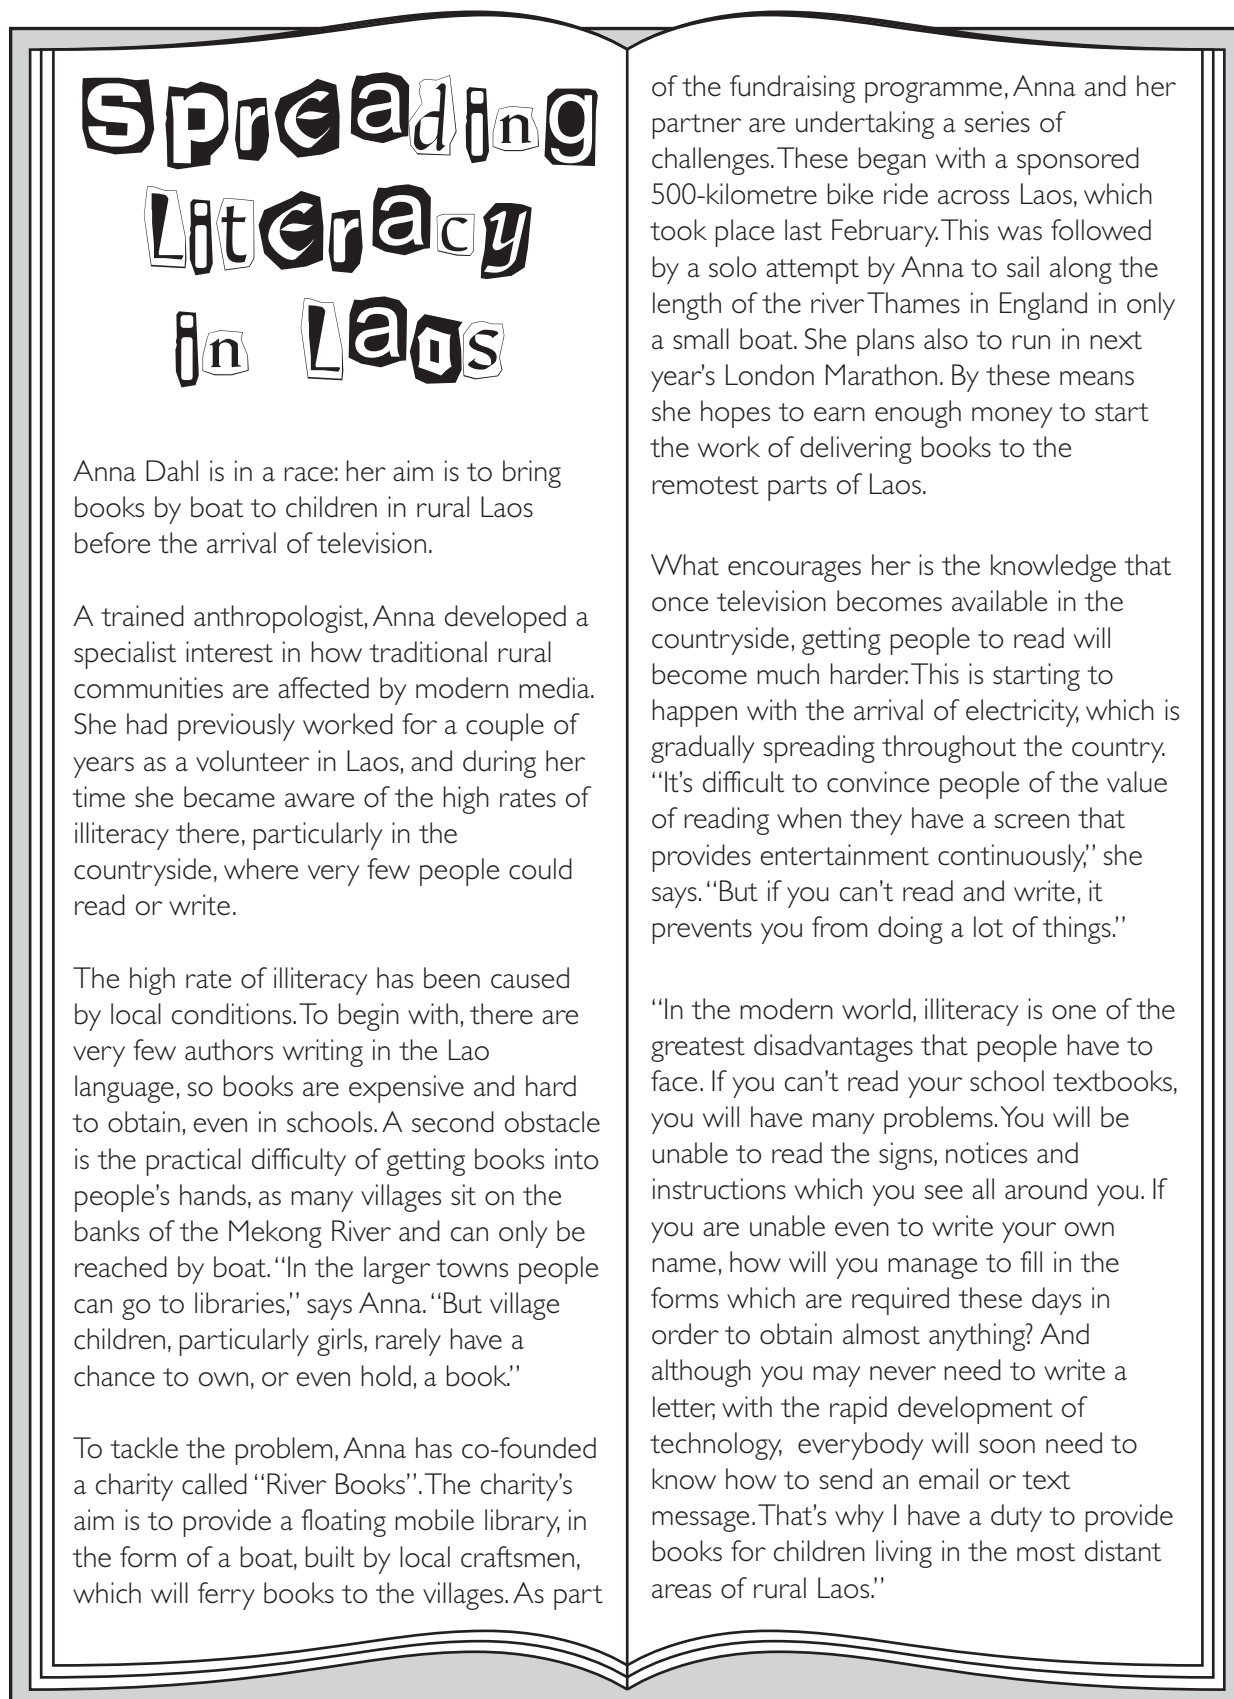 Spreading
Literacy
in Laos
Anna Dahl is in a race: her aim is to bring
books by boat to children in rural Laos
before the arrival of television.
A trained anthropologist, Anna developed a
specialist interest in how traditional rural
communities are affected by modern media.
She had previously worked for a couple of
years as a volunteer in Laos, and during her
time she became aware of the high rates of
illiteracy there, particularly in the
countryside, where very few people could
read or write.
The high rate of illiteracy has been caused
by local conditions. To begin with, there are
very few authors writing in the Lao
language, so books are expensive and hard
to obtain, even in schools. A second obstacle
is the practical difficulty of getting books into
people's hands, as many villages sit on the
banks of the Mekong River and can only be
reached by boat. “In the larger towns people
can go to libraries,” says Anna. “But village
children, particularly girls, rarely have a
chance to own, or even hold, a book.”
To tackle the problem, Anna has co-founded
a charity called “River Books”. The charity's
aim is to provide a floating mobile library, in
the form of a boat, built by local craftsmen,
which will ferry books to the villages. As part
of the fundraising programme, Anna and her
partner are undertaking a series of
challenges. These began with a sponsored
500-kilometre bike ride across Laos, which
took place last February. This was followed
by a solo attempt by Anna to sail along the
length of the river Thames in England in only
a small boat. She plans also to run in next
year's London Marathon. By these means
she hopes to earn enough money to start
the work of delivering books to the
remotest parts of Laos.
What encourages her is the knowledge that
once television becomes available in the
countryside, getting people to read will
become much harder. This is starting to
happen with the arrival of electricity, which is
gradually spreading throughout the country.
“It's difficult to convince people of the value
of reading when they have a screen that
provides entertainment continuously,” she
says. “But if you can't read and write, it
prevents you from doing a lot of things.”
“In the modern world, illiteracy is one of the
greatest disadvantages that people have to
face. If you can't read your school textbooks,
you will have many problems. You will be
unable to read the signs, notices and
instructions which you see all around you. If
you are unable even to write your own
name, how will you manage to fill in the
forms which are required these days in
order to obtain almost anything? And
although you may never need to write a
letter, with the rapid development of
technology, everybody will soon need to
know how to send an email or text
message. That's why I have a duty to provide
books for children living in the most distant
areas of rural Laos.”